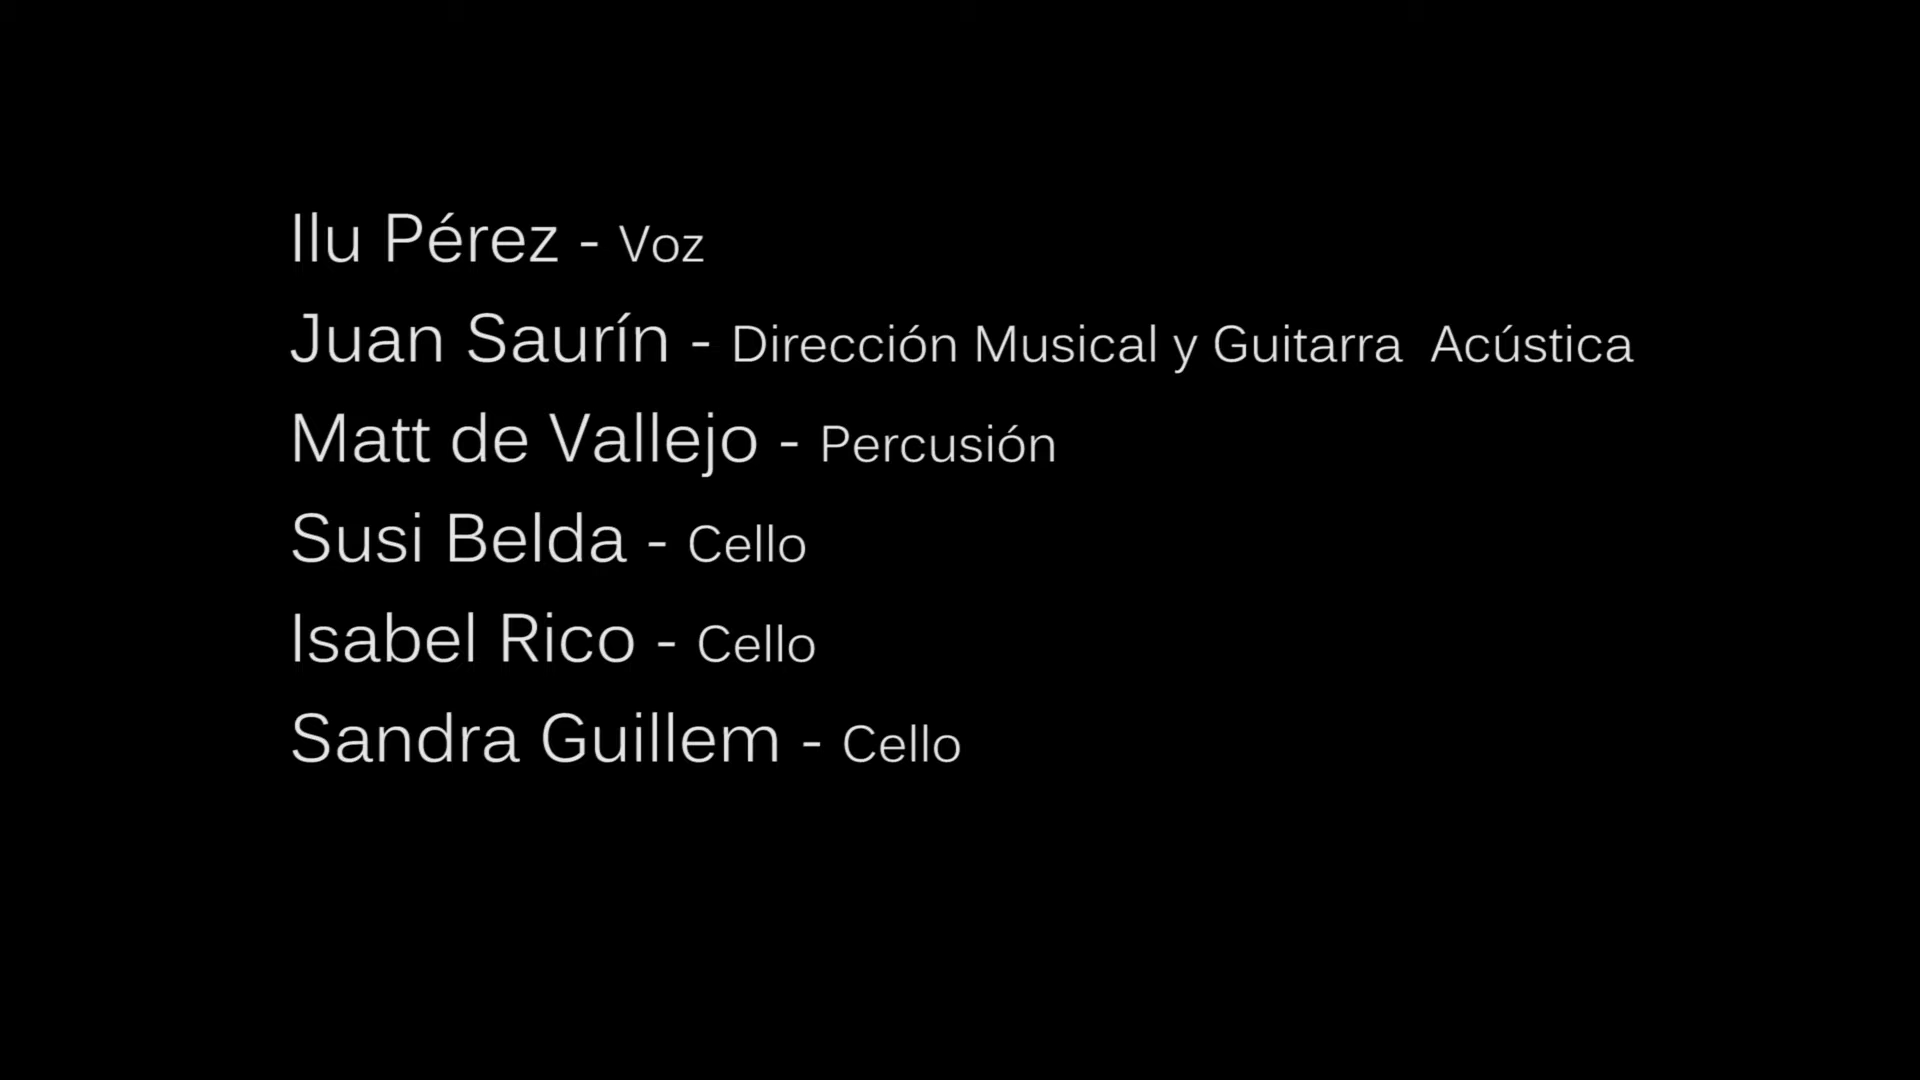 Ilu Pérez - Voz
Juan Saurín - Dirección Musical y Guitarra  Acústica
Matt de Vallejo - Percusión
Susi Belda - Cello
Isabel Rico - Cello
Sandra Guillem - Cello